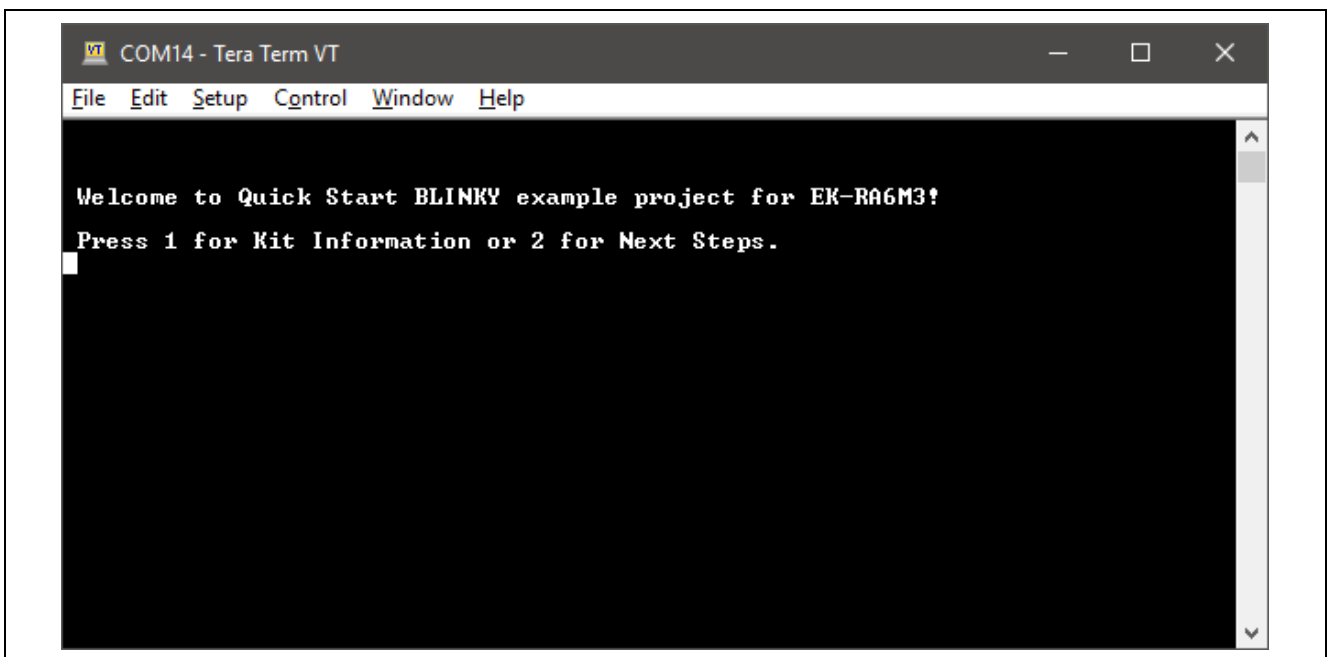 VT COM14 - Tera Term VT
File Edit Setup Control Window Help
Welcome to Quick Start BLINKY example project for EK-RA6M3!
Press 1 for Kit Information or 2 for Next Steps.